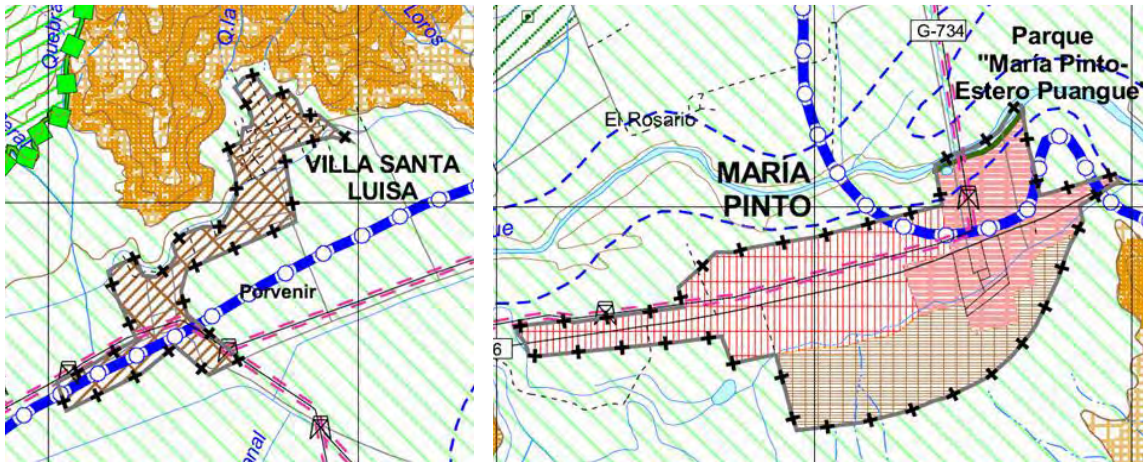 Quebra
Q.la
Loros
VILLA SANTA
LUISA
Porvenir
anal
G-734
Parque
"María Pinto-
Estero Puangue"
El Rosario
MARÍA
PINTO
ue
6